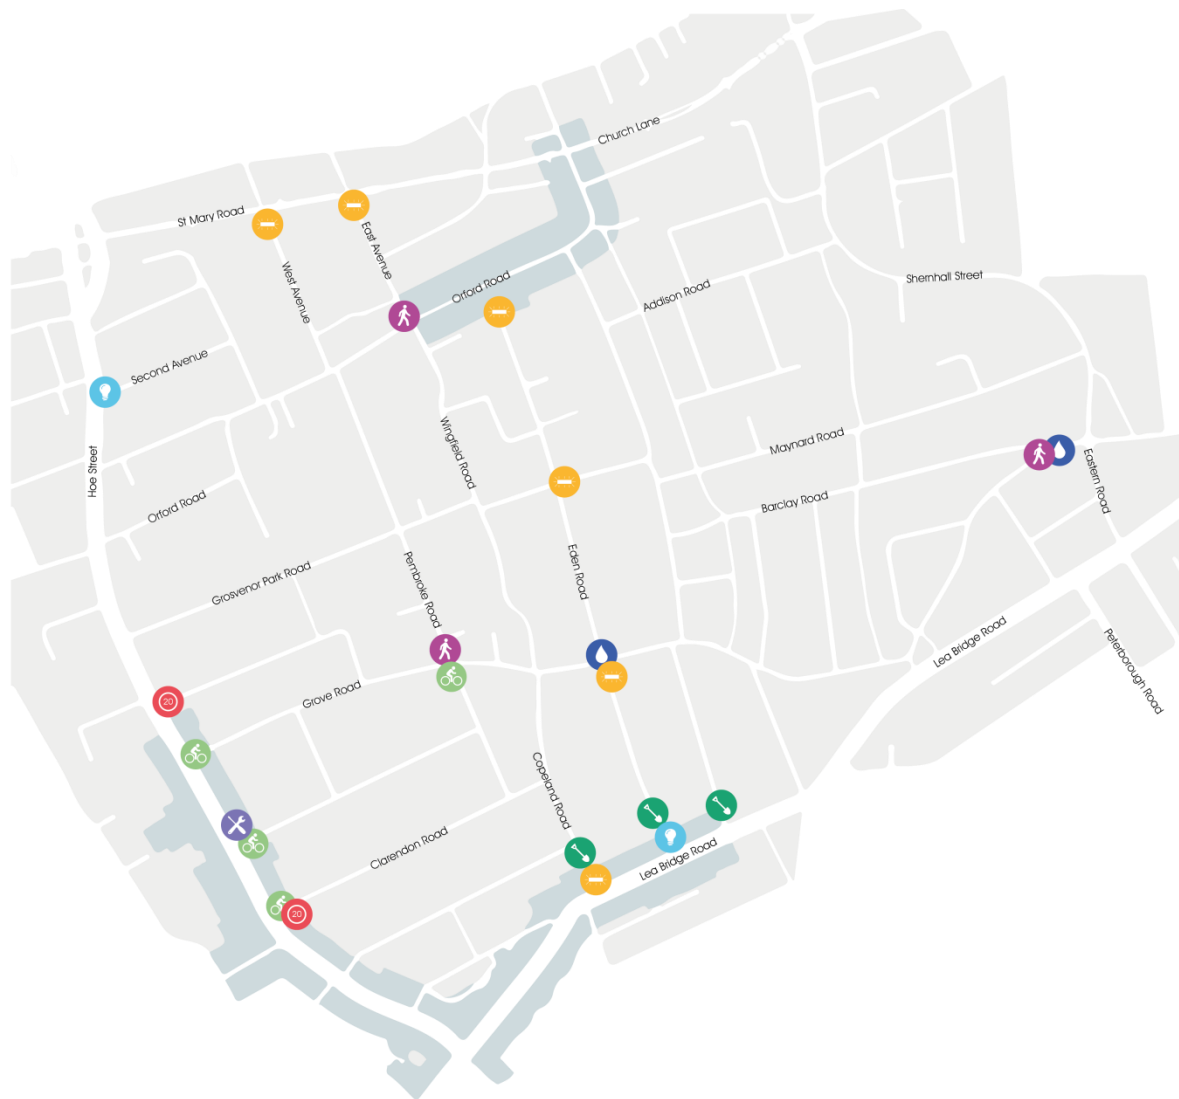 Church Lane
St Mary Road
East Avenue
West Avenue
Orford Road
Addison Road
Shernhall Street
Second Avenue
Hoe Street
Wingfield Road
Maynard Road
Eastern Road
Barclay Road
Orford Road
Grosvenor Park Road
Pembroke Road
Eden Road
Lea Bridge Road
Peterborough Road
Grove Road
20
Copeland Road
Clarendon Road
Lea Bridge Road
20